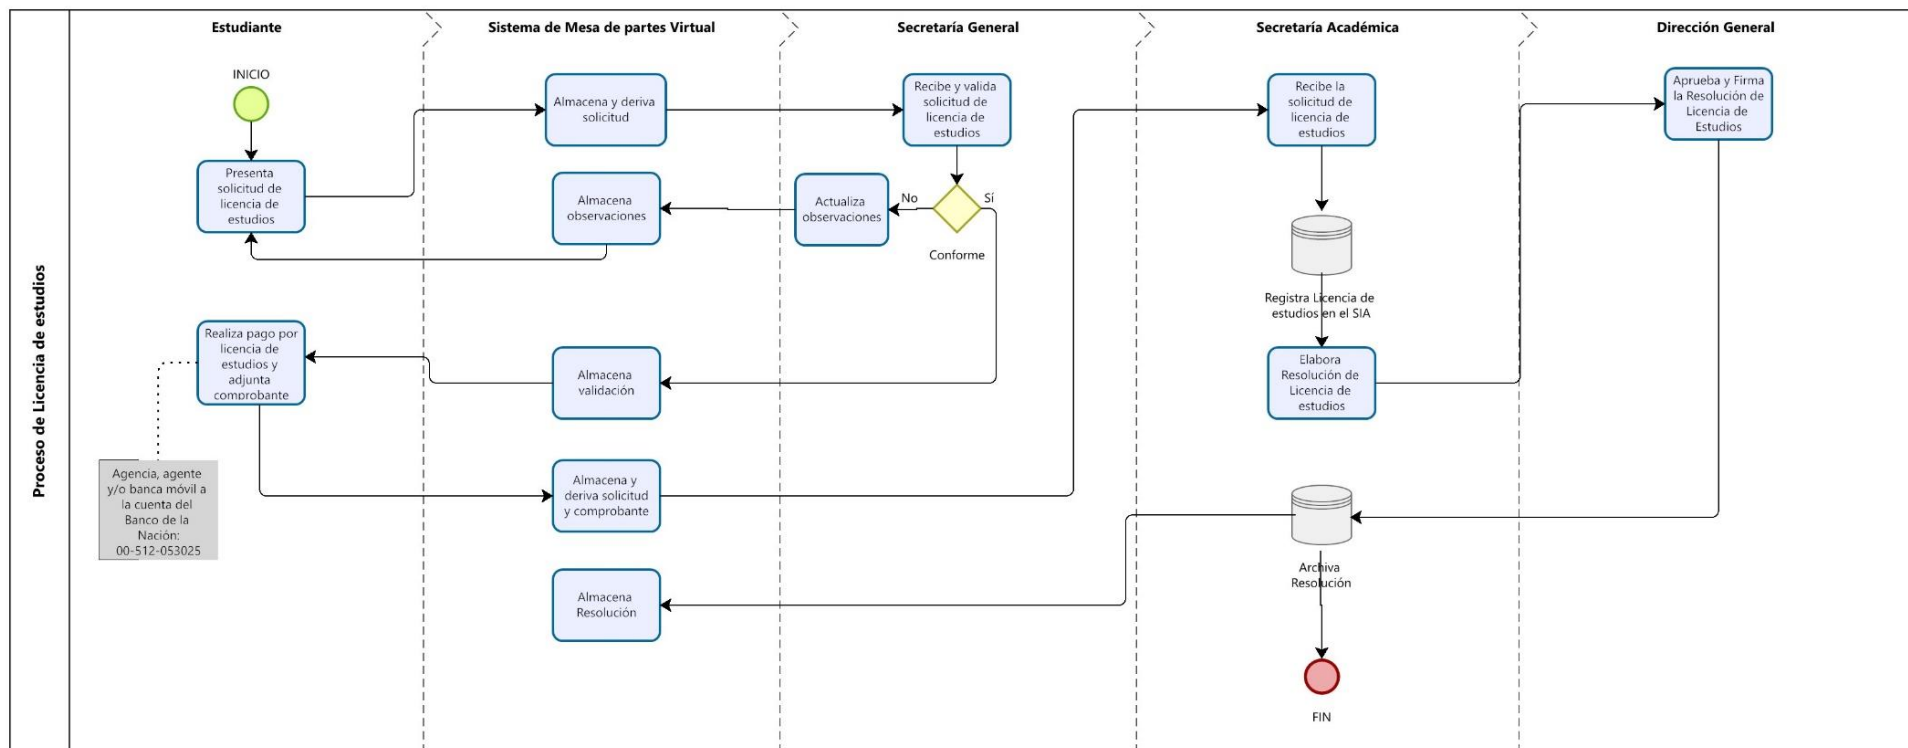 Proceso de Licencia de estudios
Estudiante
Sistema de Mesa de partes Virtual
Secretaría General
Secretaría Académica
Dirección General
INICIO
Presenta
solicitud de
licencia de
estudios
Almacena y deriva
solicitud
Recibe y valida
solicitud de
licencia de
estudios
Recibe la
solicitud de
licencia de
estudios
Aprueba y Firma
la Resolución de
Licencia de
Estudios
Almacena
observaciones
Actualiza
observaciones
No
Sí
Conforme
Registra Licencia de
estudios en el SIA
Realiza pago por
licencia de
estudios y
adjunta
comprobante
Almacena
validación
Elabora
Resolución de
Licencia de
estudios
Agencia, agente
y/o banca móvil a
la cuenta del
Banco de la
Nación:
00-512-053025
Almacena y
deriva solicitud
y comprobante
Archiva
Resolución
Almacena
Resolución
FIN